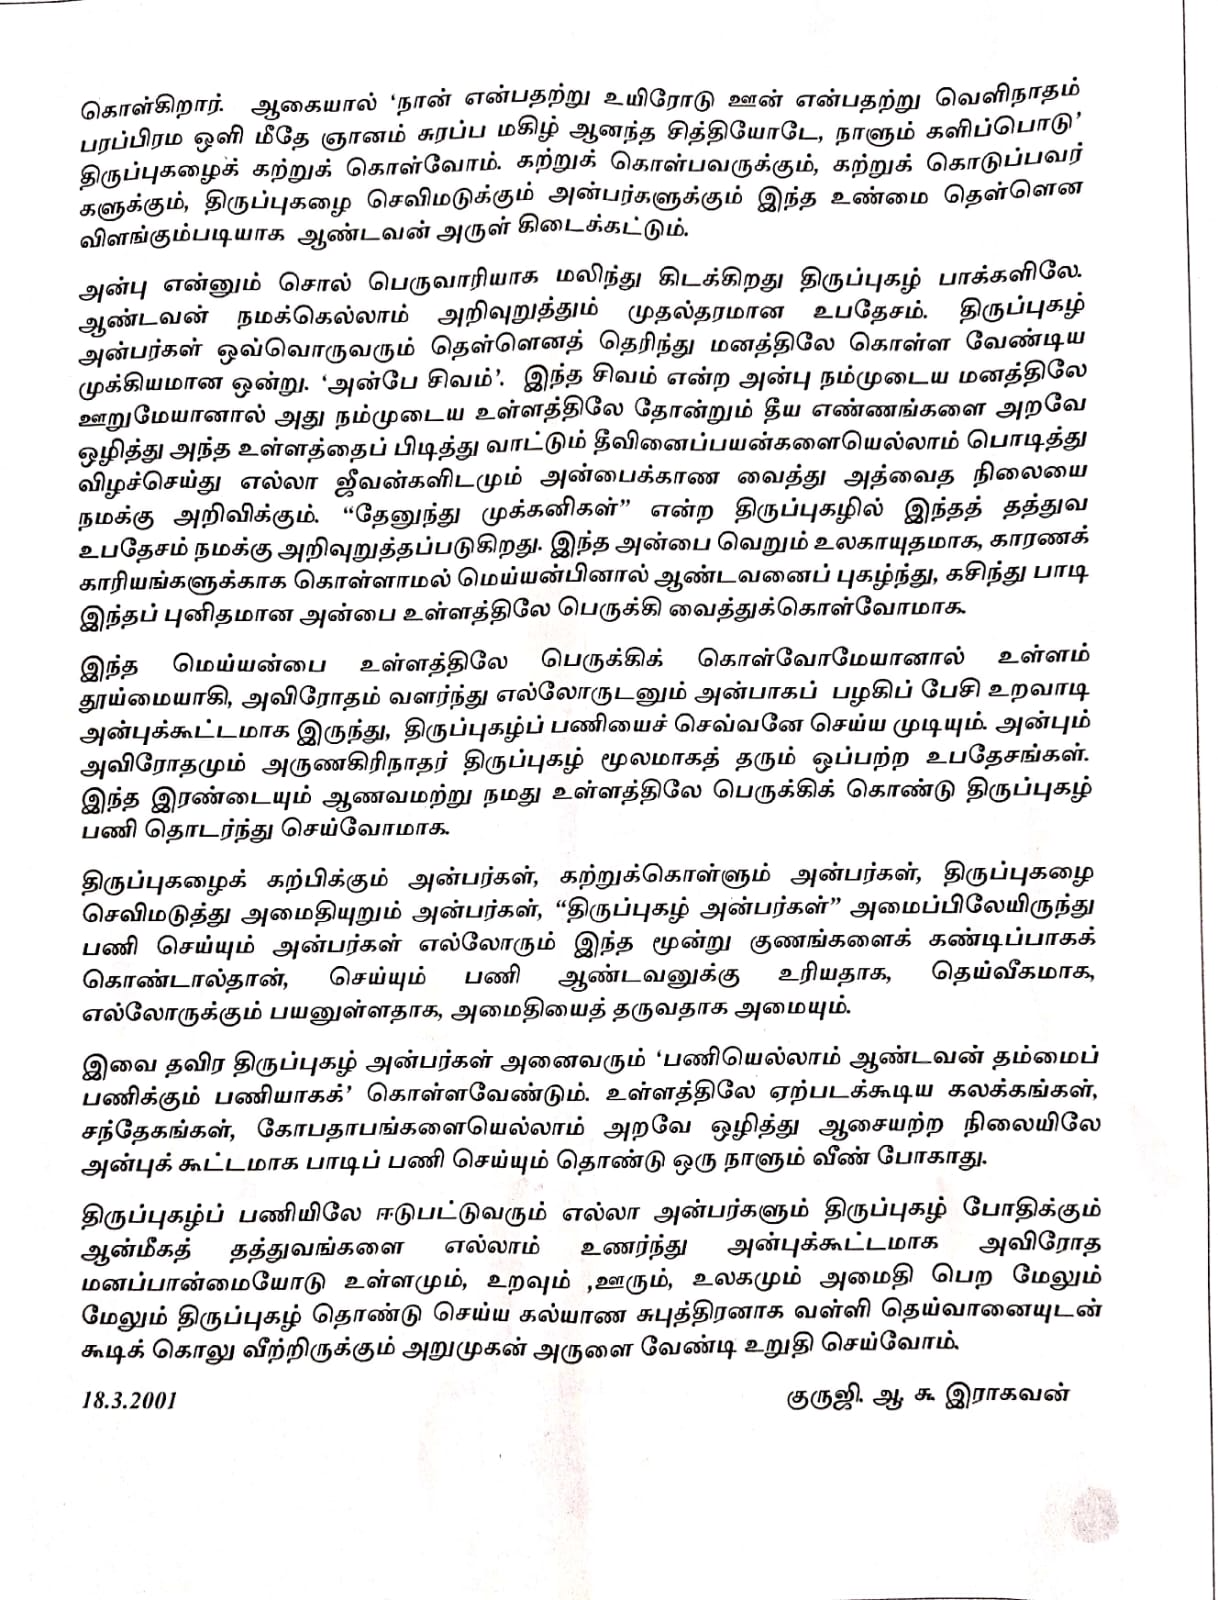 கொள்கிறார். ஆகையால் ‘நான் என்பதற்று உயிரோடு ஊன் என்பதற்று வெளிநாதம்
பரப்பிரம ஒளி மீதே ஞானம் சுரப்ப மகிழ் ஆனந்த சித்தியோடே, நாளும் களிப்பொடு’
திருப்புகழைக் கற்றுக் கொள்வோம். கற்றுக் கொள்பவருக்கும், கற்றுக் கொடுப்பவர்
களுக்கும், திருப்புகழை செவிமடுக்கும் அன்பர்களுக்கும் இந்த உண்மை தெள்ளென
விளங்கும்படியாக ஆண்டவன் அருள் கிடைக்கட்டும்.
அன்பு என்னும் சொல் பெருவாரியாக மலிந்து கிடக்கிறது திருப்புகழ் பாக்களிலே.
ஆண்டவன் நமக்கெல்லாம் அறிவுறுத்தும் முதல்தரமான உபதேசம். திருப்புகழ்
அன்பர்கள் ஒவ்வொருவரும் தெள்ளெனத் தெரிந்து மனத்திலே கொள்ள வேண்டிய
முக்கியமான ஒன்று. ‘அன்பே சிவம்’. இந்த சிவம் என்ற அன்பு நம்முடைய மனத்திலே
ஊறுமேயானால் அது நம்முடைய உள்ளத்திலே தோன்றும் தீய எண்ணங்களை அறவே
ஒழித்து அந்த உள்ளத்தைப் பிடித்து வாட்டும் தீவினைப்பயன்களையெல்லாம் பொடித்து
விழச்செய்து எல்லா ஜீவன்களிடமும் அன்பைக்காண வைத்து அத்வைத நிலையை
நமக்கு அறிவிக்கும். “தேனுந்து முக்கனிகள்” என்ற திருப்புகழில் இந்தத் தத்துவ
உபதேசம் நமக்கு அறிவுறுத்தப்படுகிறது. இந்த அன்பை வெறும் உலகாயுதமாக, காரணக்
காரியங்களுக்காக கொள்ளாமல் மெய்யன்பினால் ஆண்டவனைப் புகழ்ந்து, கசிந்து பாடி
இந்தப் புனிதமான அன்பை உள்ளத்திலே பெருக்கி வைத்துக்கொள்வோமாக.
இந்த மெய்யன்பை உள்ளத்திலே பெருக்கிக் கொள்வோமேயானால் உள்ளம்
தூய்மையாகி, அவிரோதம் வளர்ந்து எல்லோருடனும் அன்பாகப் பழகிப் பேசி உறவாடி
அன்புக்கூட்டமாக இருந்து, திருப்புகழ்ப் பணியைச் செவ்வனே செய்ய முடியும். அன்பும்
அவிரோதமும் அருணகிரிநாதர் திருப்புகழ் மூலமாகத் தரும் ஒப்பற்ற உபதேசங்கள்.
இந்த இரண்டையும் ஆணவமற்று நமது உள்ளத்திலே பெருக்கிக் கொண்டு திருப்புகழ்
பணி தொடர்ந்து செய்வோமாக.
திருப்புகழைக் கற்பிக்கும் அன்பர்கள், கற்றுக்கொள்ளும் அன்பர்கள், திருப்புகழை
செவிமடுத்து அமைதியுறும் அன்பர்கள், “திருப்புகழ் அன்பர்கள்” அமைப்பிலேயிருந்து
பணி செய்யும் அன்பர்கள் எல்லோரும் இந்த மூன்று குணங்களைக் கண்டிப்பாகக்
கொண்டால்தான், செய்யும் பணி ஆண்டவனுக்கு உரியதாக, தெய்வீகமாக,
எல்லோருக்கும் பயனுள்ளதாக, அமைதியைத் தருவதாக அமையும்.
இவை தவிர திருப்புகழ் அன்பர்கள் அனைவரும் ‘பணியெல்லாம் ஆண்டவன் தம்மைப்
பணிக்கும் பணியாகக்’ கொள்ளவேண்டும். உள்ளத்திலே ஏற்படக்கூடிய கலக்கங்கள்,
சந்தேகங்கள், கோபதாபங்களையெல்லாம் அறவே ஒழித்து ஆசையற்ற நிலையிலே
அன்புக் கூட்டமாக பாடிப் பணி செய்யும் தொண்டு ஒரு நாளும் வீண் போகாது.
திருப்புகழ்ப் பணியிலே ஈடுபட்டுவரும் எல்லா அன்பர்களும் திருப்புகழ் போதிக்கும்
ஆன்மீகத் தத்துவங்களை எல்லாம் உணர்ந்து அன்புக்கூட்டமாக அவிரோத
மனப்பான்மையோடு உள்ளமும், உறவும் ,ஊரும், உலகமும் அமைதி பெற மேலும்
மேலும் திருப்புகழ் தொண்டு செய்ய கல்யாண சுபுத்திரனாக வள்ளி தெய்வானையுடன்
கூடிக் கொலு வீற்றிருக்கும் அறுமுகன் அருளை வேண்டி உறுதி செய்வோம்.
18.3.2001 குருஜி. ஆ. சு. இராகவன்